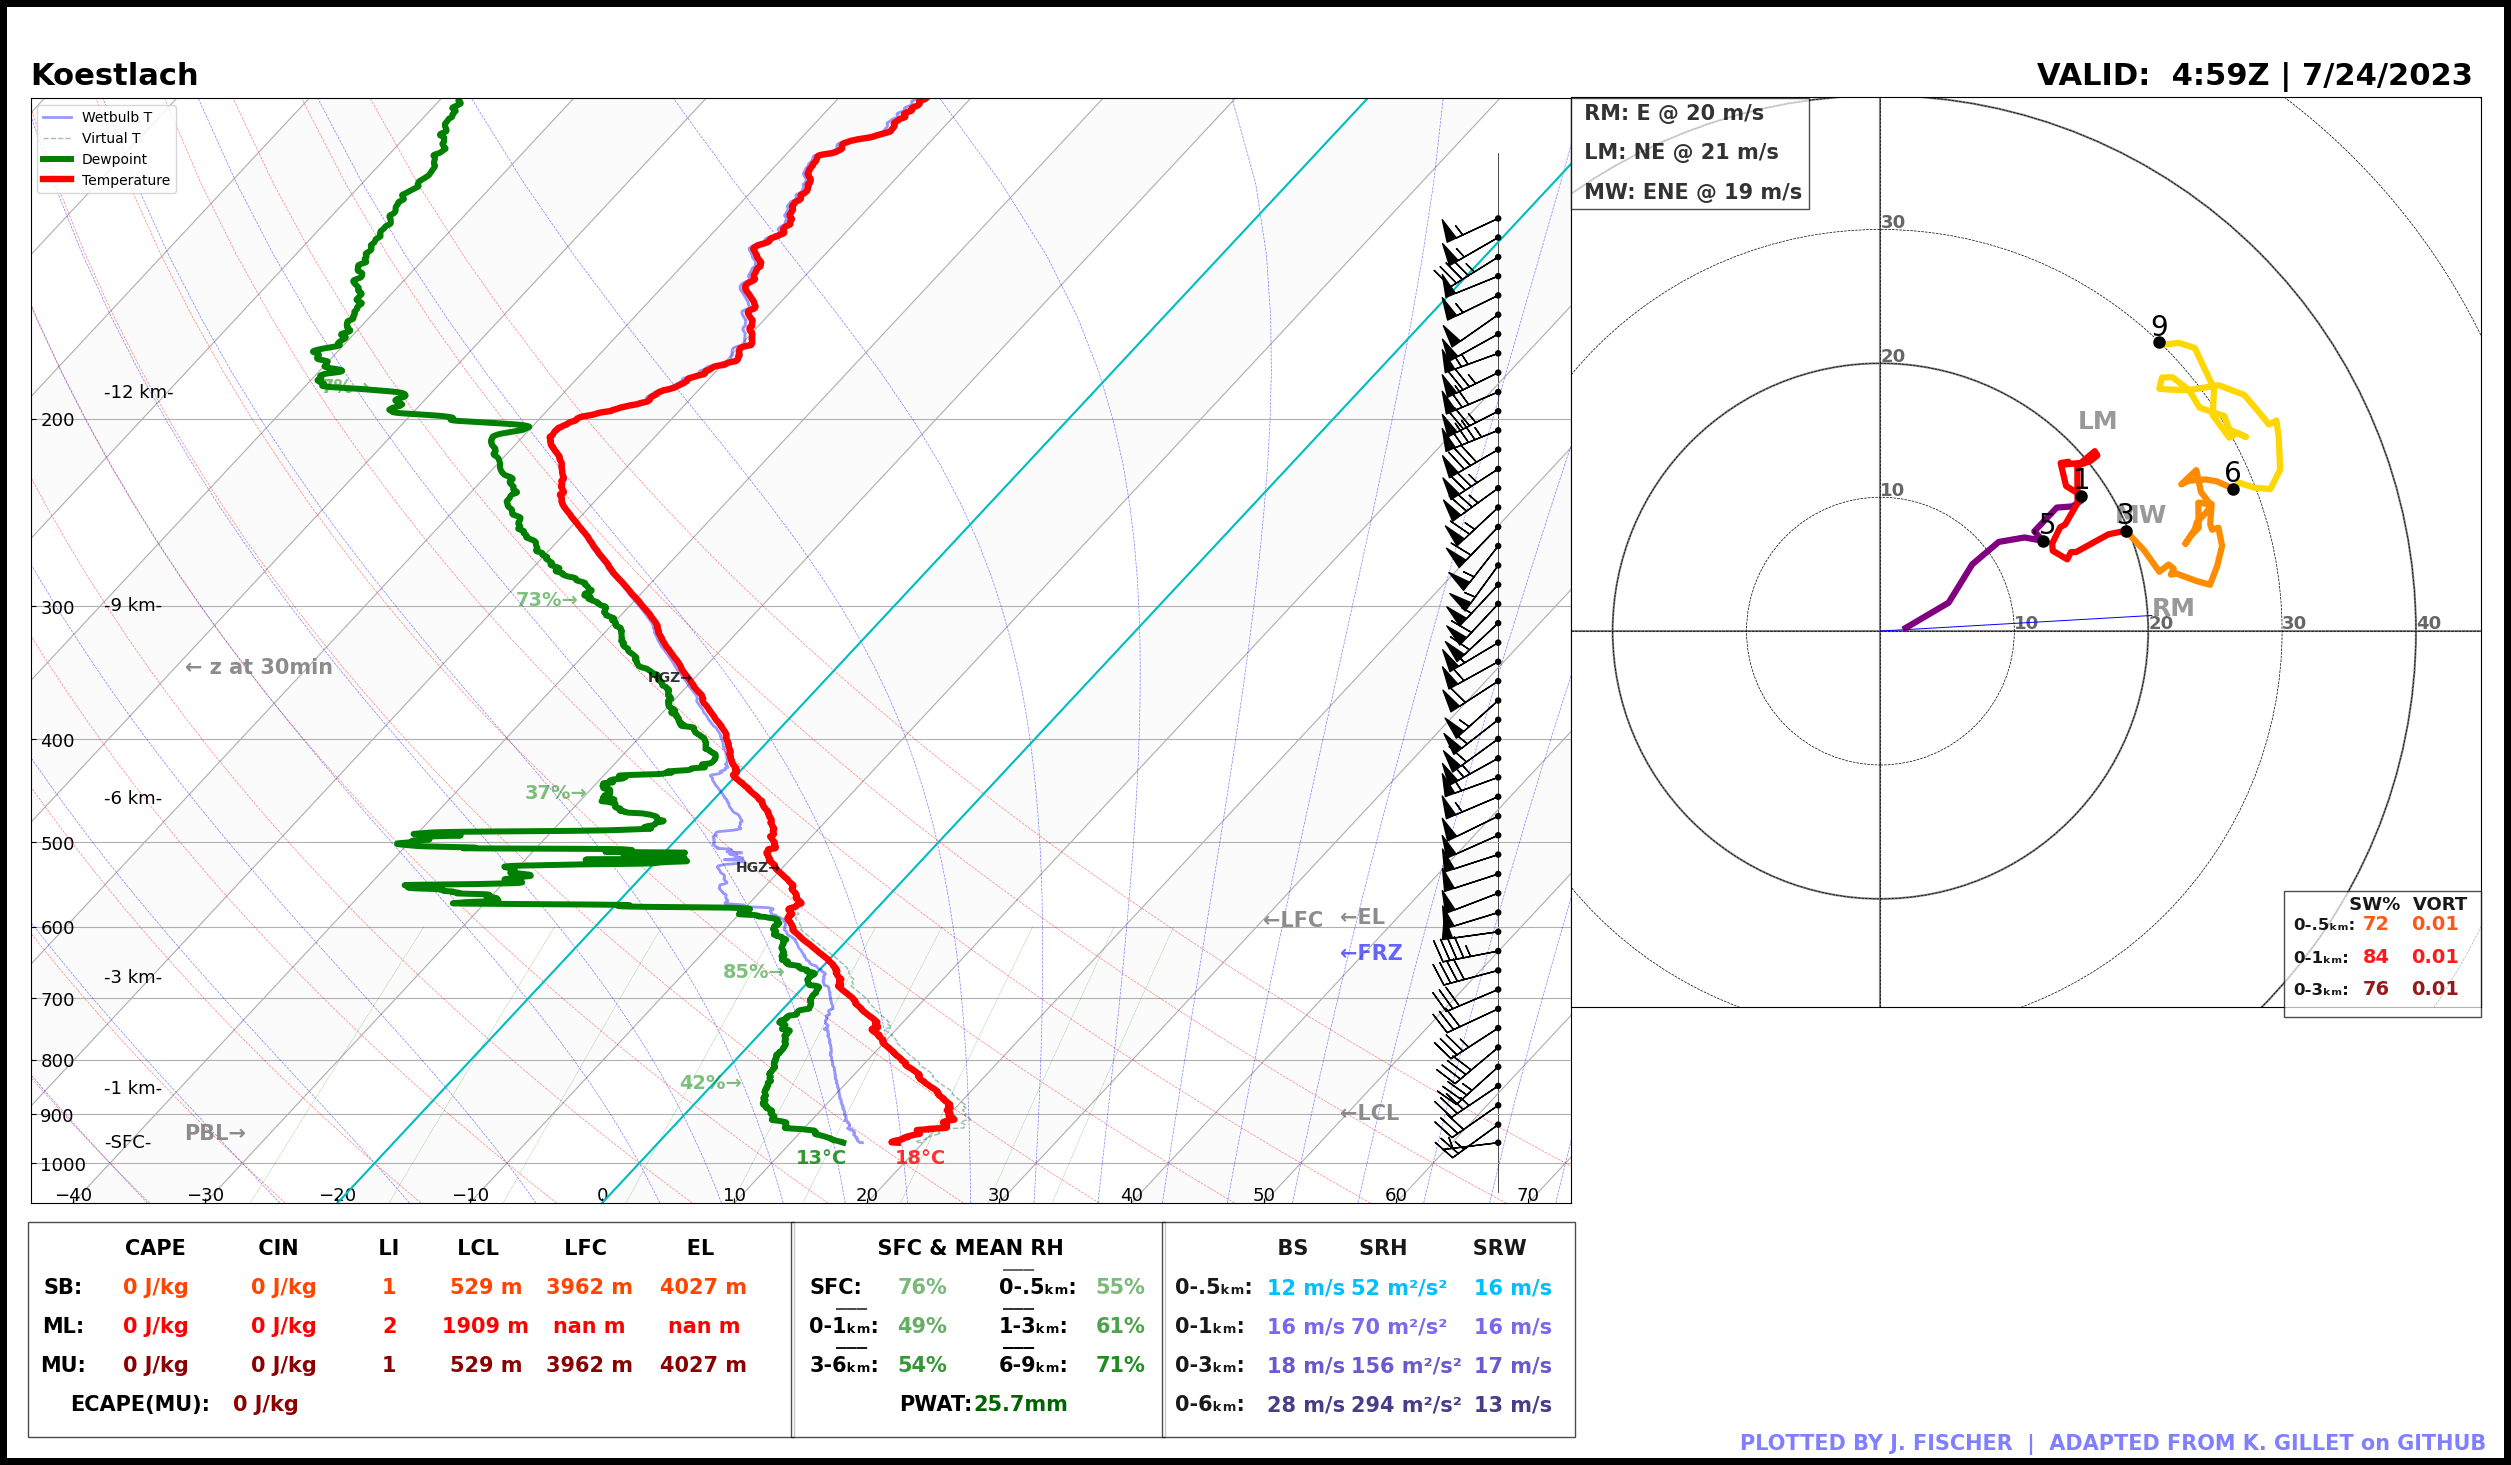 Koestlach
VALID:  4:59Z | 7/24/2023
Wetbulb T
Virtual T
Dewpoint
Temperature
-12 km-
200
73%→
300
-9 km-
← z at 30min
HGZ→
400
37%→
-6 km-
500
HGZ→
600
←LFC
←EL
←FRZ
85%→
-3 km-
700
800
42%→
-1 km-
900
←LCL
PBL→
-SFC-
1000
13°C
18°C
−40 −30 −20 −10 0 10 20 30 40 50 60 70
RM: E @ 20 m/s
LM: NE @ 21 m/s
MW: ENE @ 19 m/s
30
9
20
LM
6
1
10
3
MW
.5
RM
10 20 30 40
SW% VORT
0-.5km: 72 0.01
0-1km: 84 0.01
0-3km: 76 0.01
CAPE CIN LI LCL LFC EL
SB: 0 J/kg 0 J/kg 1 529 m 3962 m 4027 m
ML: 0 J/kg 0 J/kg 2 1909 m nan m nan m
MU: 0 J/kg 0 J/kg 1 529 m 3962 m 4027 m
ECAPE(MU): 0 J/kg
SFC & MEAN RH
SFC: 76% 0-.5km: 55%
0-1km: 49% 1-3km: 61%
3-6km: 54% 6-9km: 71%
PWAT: 25.7mm
BS SRH SRW
0-.5km: 12 m/s 52 m²/s² 16 m/s
0-1km: 16 m/s 70 m²/s² 16 m/s
0-3km: 18 m/s 156 m²/s² 17 m/s
0-6km: 28 m/s 294 m²/s² 13 m/s
PLOTTED BY J. FISCHER | ADAPTED FROM K. GILLET on GITHUB